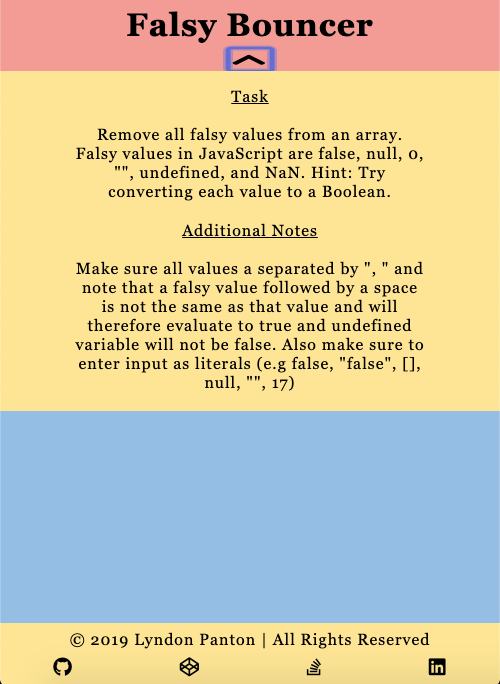 Falsy Bouncer
Task
Remove all falsy values from an array.
Falsy values in JavaScript are false, null, 0,
"", undefined, and NaN. Hint: Try
converting each value to a Boolean.
Additional Notes
Make sure all values a separated by ", " and
note that a falsy value followed by a space
is not the same as that value and will
therefore evaluate to true and undefined
variable will not be false. Also make sure to
enter input as literals (e.g false, "false", [],
null, "", 17)
© 2019 Lyndon Panton | All Rights Reserved
in